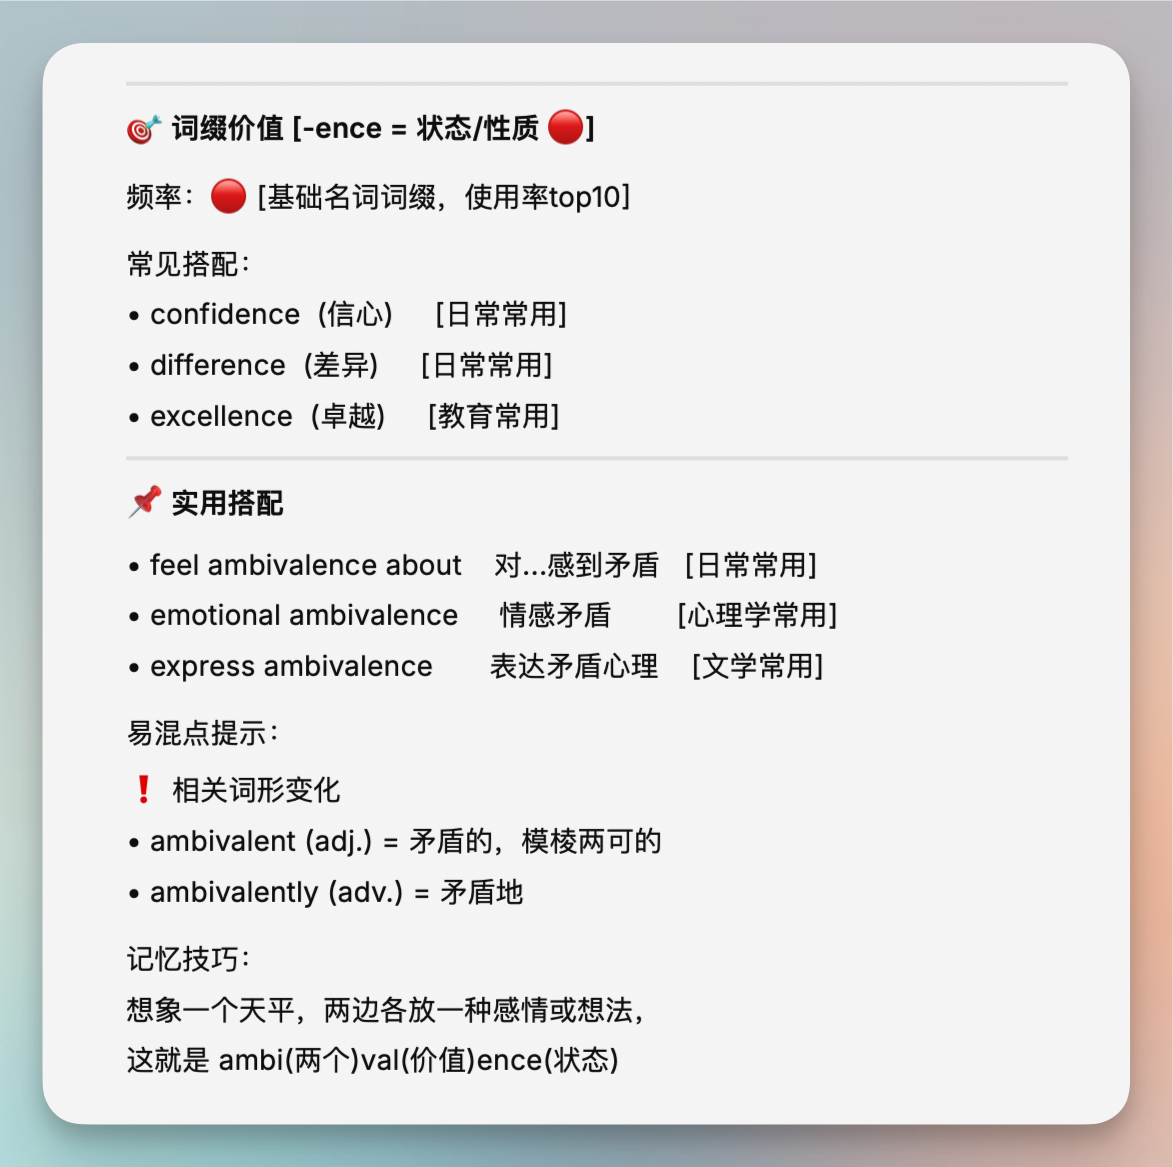 🎯 词缀价值 [-ence = 状态/性质 🔴]
频率：🔴 [基础名词词缀，使用率top10]
常见搭配：
• confidence（信心） [日常常用]
• difference（差异） [日常常用]
• excellence（卓越） [教育常用]
📌 实用搭配
• feel ambivalence about 对...感到矛盾 [日常常用]
• emotional ambivalence 情感矛盾 [心理学常用]
• express ambivalence 表达矛盾心理 [文学常用]
易混点提示：
❗ 相关词形变化
• ambivalent (adj.) = 矛盾的，模棱两可的
• ambivalently (adv.) = 矛盾地
记忆技巧：
想象一个天平，两边各放一种感情或想法，
这就是 ambi(两个)val(价值)ence(状态)